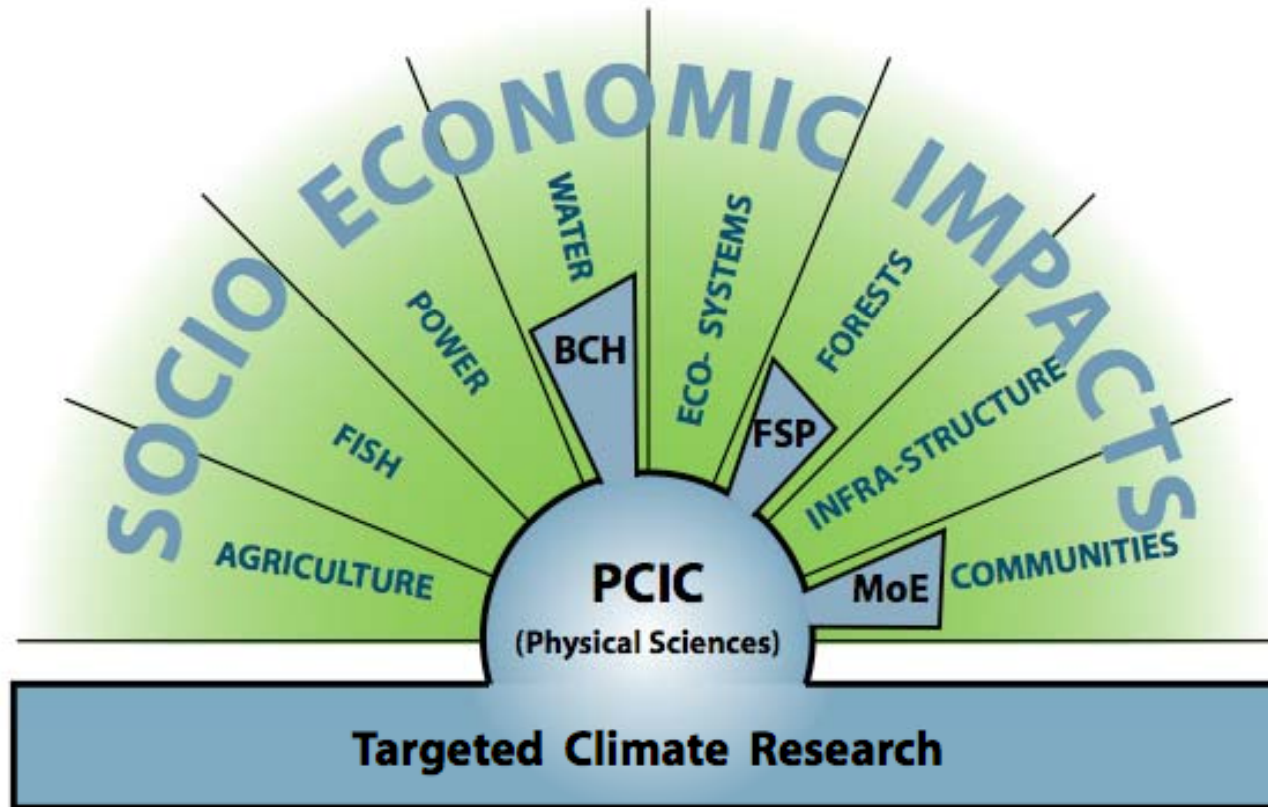 SOCIO ECONOMIC IMPACTS
AGRICULTURE
FISH
POWER
WATER
ECO- SYSTEMS
FORESTS
INFRA-STRUCTURE
COMMUNITIES
BCH
FSP
MoE
PCIC
(Physical Sciences)
Targeted Climate Research